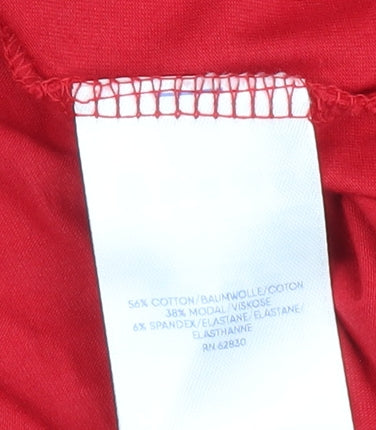 56% COTTON/BAUMWOLLE/COTON
38% MODAL/VISKOSE
6% SPANDEX/ELASTANE/ELASTANE/
ELASTHANNE
RN 62830